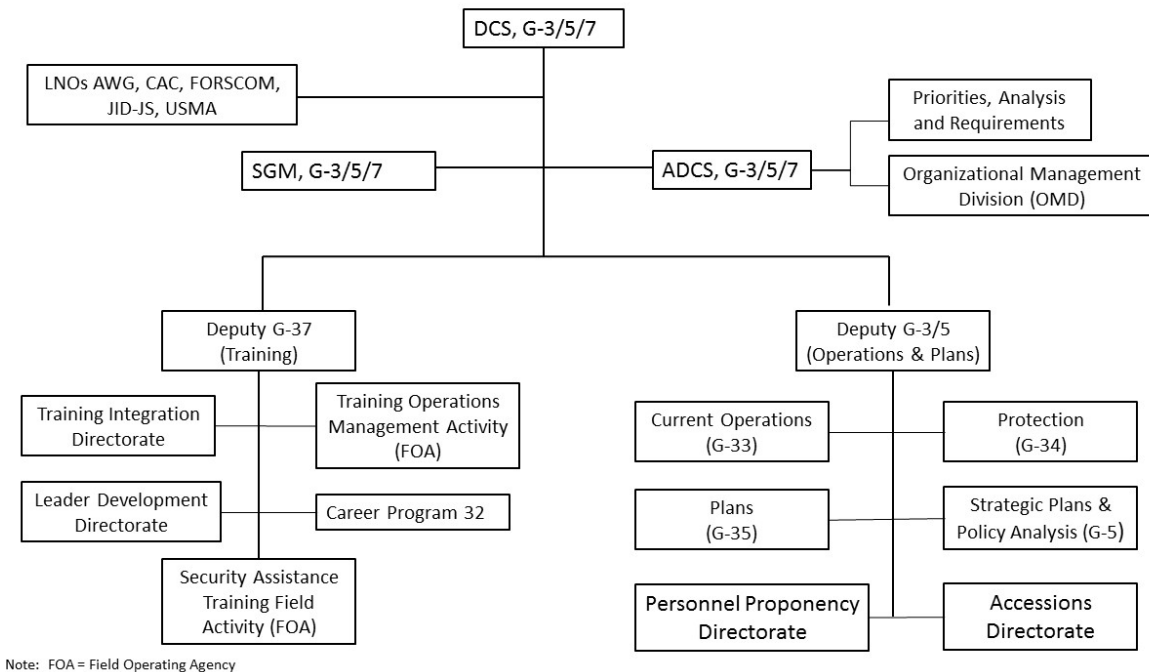 DCS, G-3/5/7
LNOs AWG, CAC, FORSCOM,
JID-JS, USMA
Priorities, Analysis
and Requirements
SGM, G-3/5/7
ADCS, G-3/5/7
Organizational Management
Division (OMD)
Deputy G-37
(Training)
Deputy G-3/5
(Operations & Plans)
Training Integration
Directorate
Training Operations
Management Activity
(FOA)
Current Operations
(G-33)
Protection
(G-34)
Leader Development
Directorate
Career Program 32
Plans
(G-35)
Strategic Plans &
Policy Analysis (G-5)
Security Assistance
Training Field
Activity (FOA)
Personnel Proponency
Directorate
Accessions
Directorate
Note: FOA = Field Operating Agency